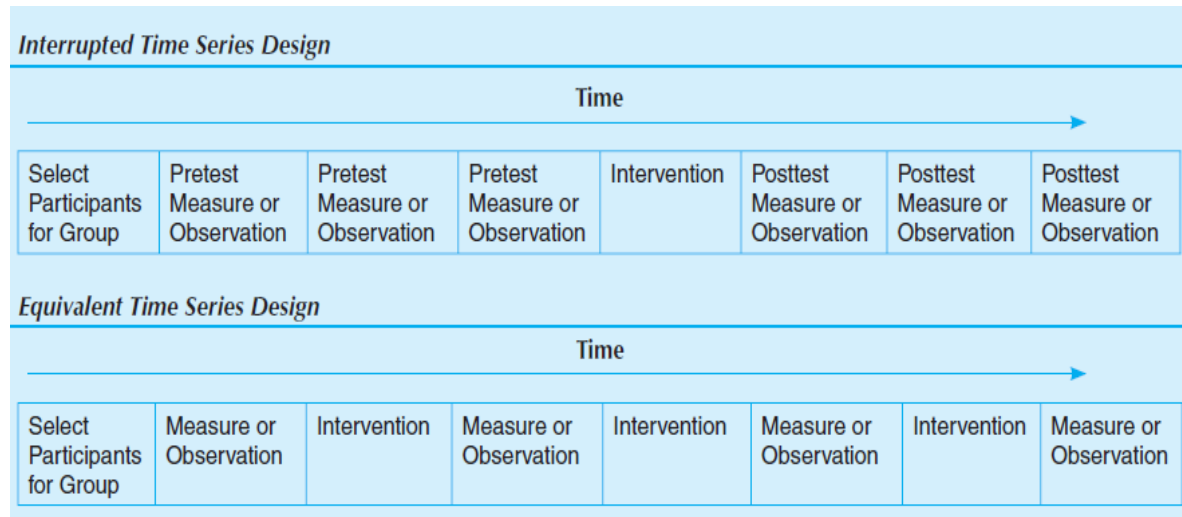 Interrupted Time Series Design
Time
Select Participants for Group
Pretest Measure or Observation
Pretest Measure or Observation
Pretest Measure or Observation
Intervention
Posttest Measure or Observation
Posttest Measure or Observation
Posttest Measure or Observation
Equivalent Time Series Design
Time
Select Participants for Group
Measure or Observation
Intervention
Measure or Observation
Intervention
Measure or Observation
Intervention
Measure or Observation